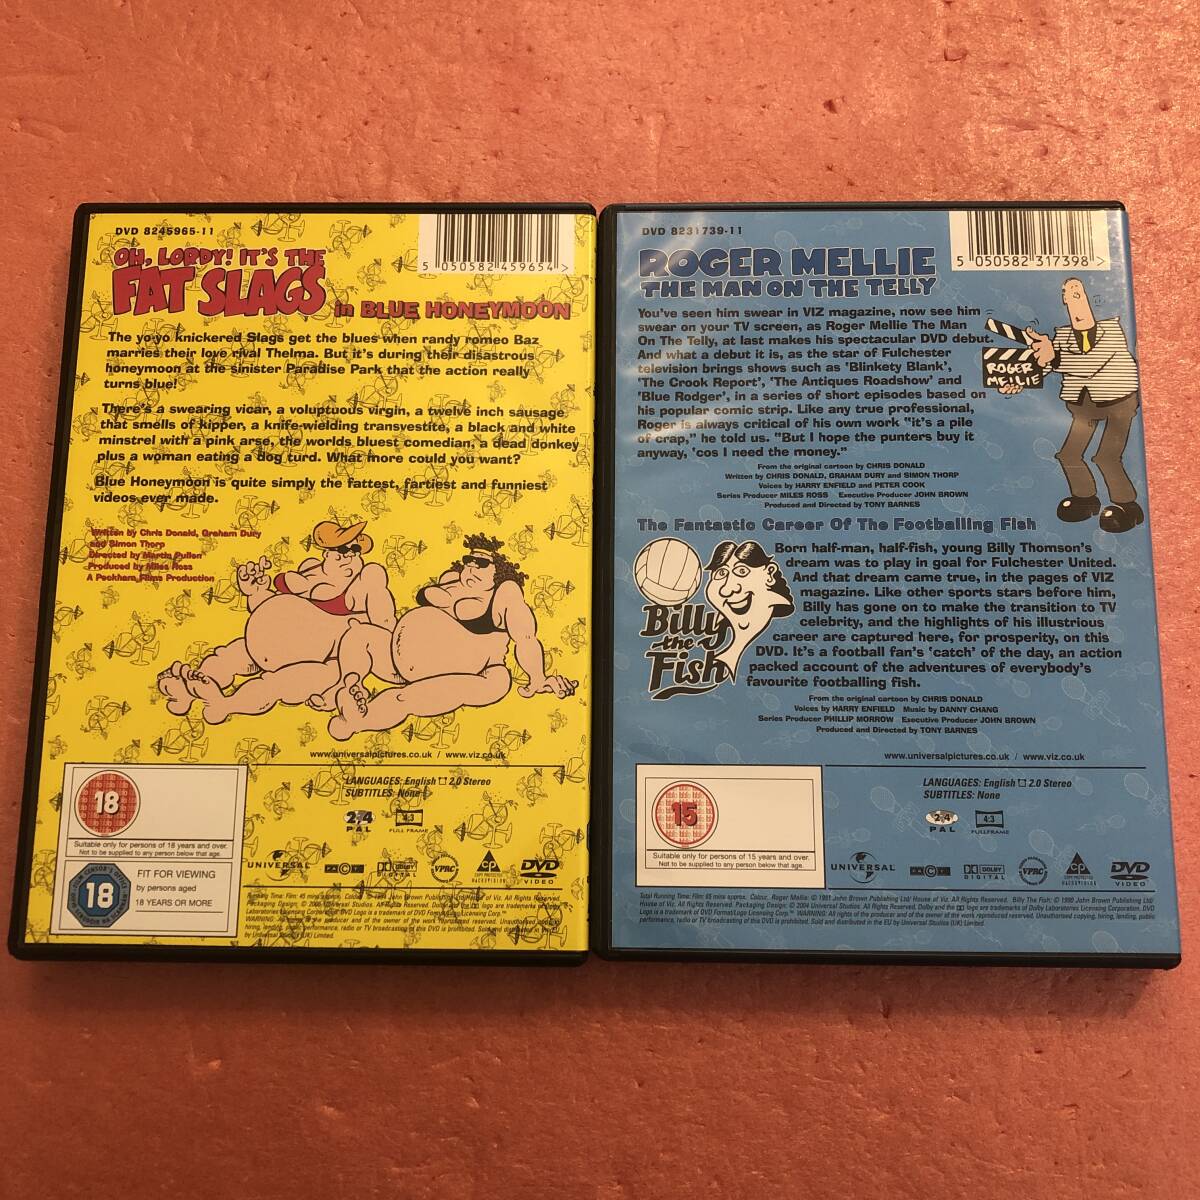 DVD 8245965-11
5 050582 459654 >
OH, LORDY! IT'S THE
FAT SLAGS
in BLUE HONEYMOON
The yo-yo knickered Slags get the blues when randy romeo Baz
marries their love rival Thelma. But it's during their disastrous
honeymoon at the sinister Paradise Park that the action really
turns blue!
There's a swearing vicar, a voluptuous virgin, a twelve inch sausage
that smells of kipper, a knife-wielding transvestite, a black and white
minstrel with a pink arse, the worlds bluest comedian, a dead donkey
plus a woman eating a dog turd. What more could you want?
Blue Honeymoon is quite simply the fattest, fartiest and funniest
videos ever made.
Written by Chris Donald, Graham Dury
and Simon Thorp
Directed by Martin Pullen
Produced by Miles Ross
A Peckham Films Production
www.universalpictures.co.uk / www.viz.co.uk
18
Suitable only for persons of 18 years and over.
Not to be supplied to any person below that age.
18
FIT FOR VIEWING
by persons aged
18 YEARS OR MORE
LANGUAGES: English 2.0 Stereo
SUBTITLES: None
2,4
PAL
4:3
FULL FRAME
UNIVERSAL
DOLBY
DIGITAL
VPRC
CP
COPY PROTECTED
DVD
VIDEO
DVD 8231739-11
5 050582 317398 >
ROGER MELLIE
THE MAN ON THE TELLY
You've seen him swear in VIZ magazine, now see him
swear on your TV screen, as Roger Mellie The Man
On The Telly, at last makes his spectacular DVD debut.
And what a debut it is, as the star of Fulchester
television brings shows such as 'Blinkety Blank',
'The Crook Report', 'The Antiques Roadshow' and
'Blue Rodger', in a series of short episodes based on
his popular comic strip. Like any true professional,
Roger is always critical of his own work "it's a pile
of crap," he told us. "But I hope the punters buy it
anyway, 'cos I need the money."
ROGER
MELLIE
From the original cartoon by CHRIS DONALD
Written by CHRIS DONALD, GRAHAM DURY and SIMON THORP
Voices by HARRY ENFIELD and PETER COOK
Series Producer MILES ROSS Executive Producer JOHN BROWN
Produced and Directed by TONY BARNES
The Fantastic Career Of The Footballing Fish
Billy
the
Fish
Born half-man, half-fish, young Billy Thomson's
dream was to play in goal for Fulchester United.
And that dream came true, in the pages of VIZ
magazine. Like other sports stars before him,
Billy has gone on to make the transition to TV
celebrity, and the highlights of his illustrious
career are captured here, for prosperity, on this
DVD. It's a football fan's 'catch' of the day, an action
packed account of the adventures of everybody's
favourite footballing fish.
From the original cartoon by CHRIS DONALD
Voices by HARRY ENFIELD Music by DANNY CHANG
Series Producer PHILLIP MORROW Executive Producer JOHN BROWN
Produced and Directed by TONY BARNES
www.universalpictures.co.uk / www.viz.co.uk
15
Suitable only for persons of 15 years and over.
Not to be supplied to any person below that age.
LANGUAGES: English 2.0 Stereo
SUBTITLES: None
2,4
PAL
4:3
FULLFRAME
UNIVERSAL
DOLBY
DIGITAL
VPRC
CP
COPY PROTECTED
DVD
VIDEO